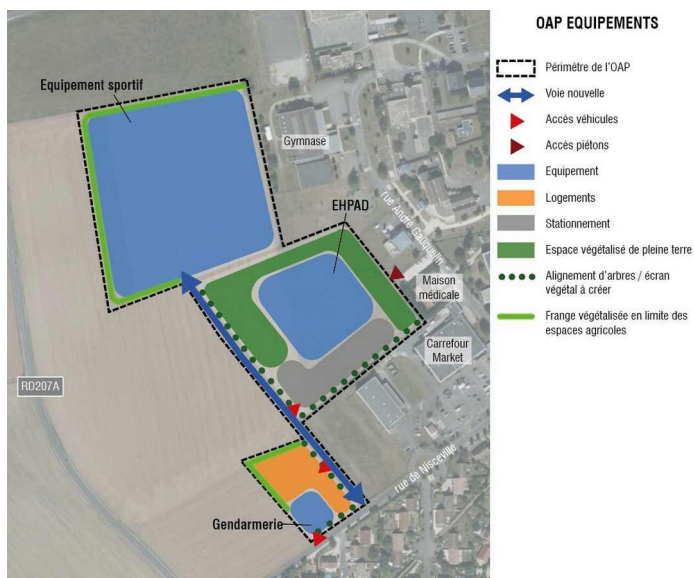 OAP EQUIPEMENTS
Périmètre de l'OAP
Voie nouvelle
Accès véhicules
Accès piétons
Equipement
Logements
Stationnement
Espace végétalisé de pleine terre
Alignement d'arbres / écran
végétal à créer
Frange végétalisée en limite des
espaces agricoles
Equipement sportif
Gymnase
EHPAD
rue André Gauquelin
Maison
médicale
Carrefour
Market
RD207A
rue de Nisceville
Gendarmerie